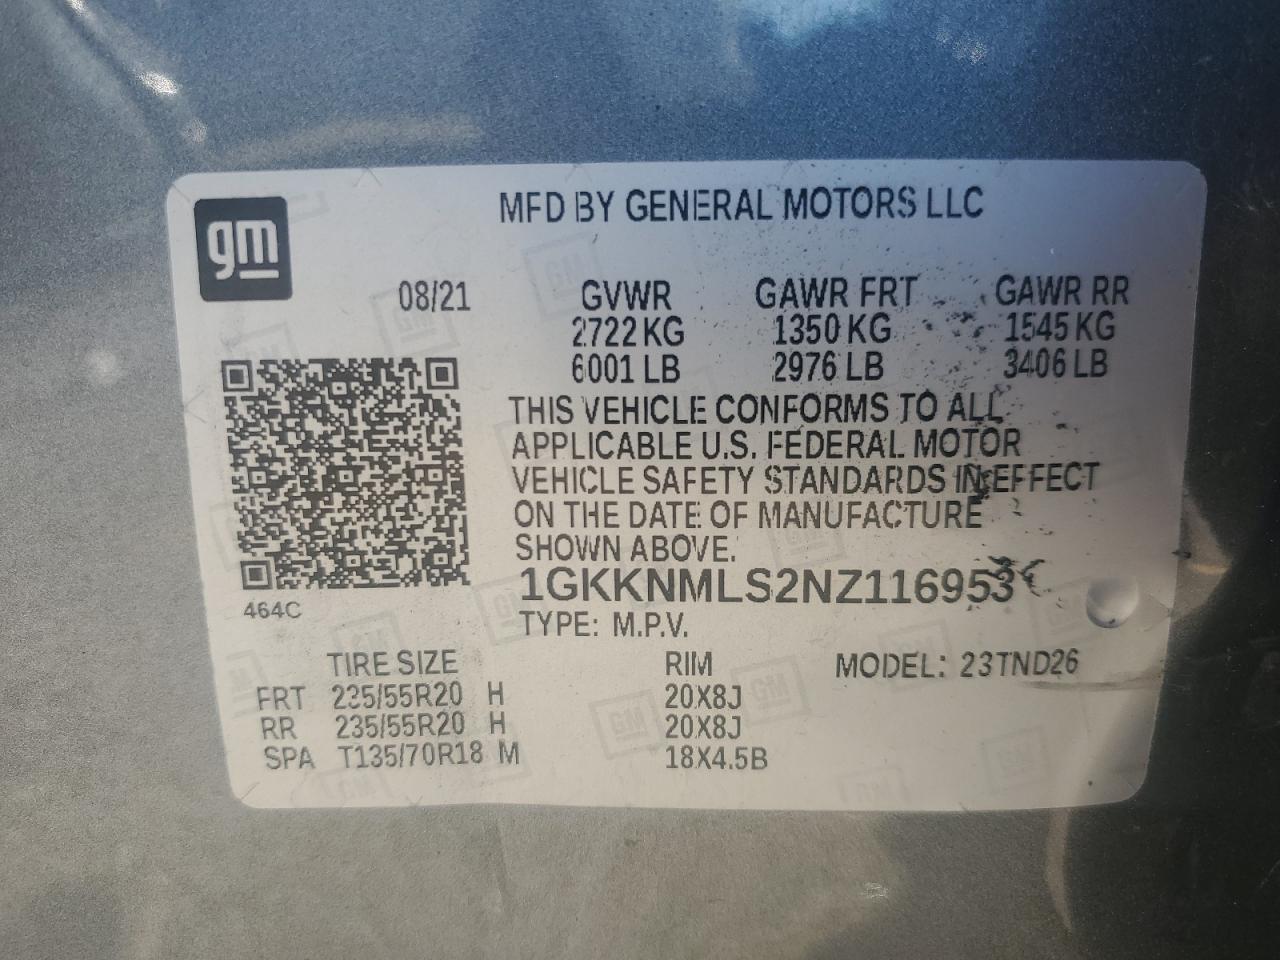 MFD BY GENERAL MOTORS LLC
gm
08/21 GVWR GAWR FRT GAWR RR
2722 KG 1350 KG 1545 KG
6001 LB 2976 LB 3406 LB
THIS VEHICLE CONFORMS TO ALL
APPLICABLE U.S. FEDERAL MOTOR
VEHICLE SAFETY STANDARDS IN EFFECT
ON THE DATE OF MANUFACTURE
SHOWN ABOVE.
1GKKNMLS2NZ116953
464C
TYPE: M.P.V.
TIRE SIZE RIM MODEL: 23TND26
FRT 235/55R20 H 20X8J
RR 235/55R20 H 20X8J
SPA T135/70R18 M 18X4.5B